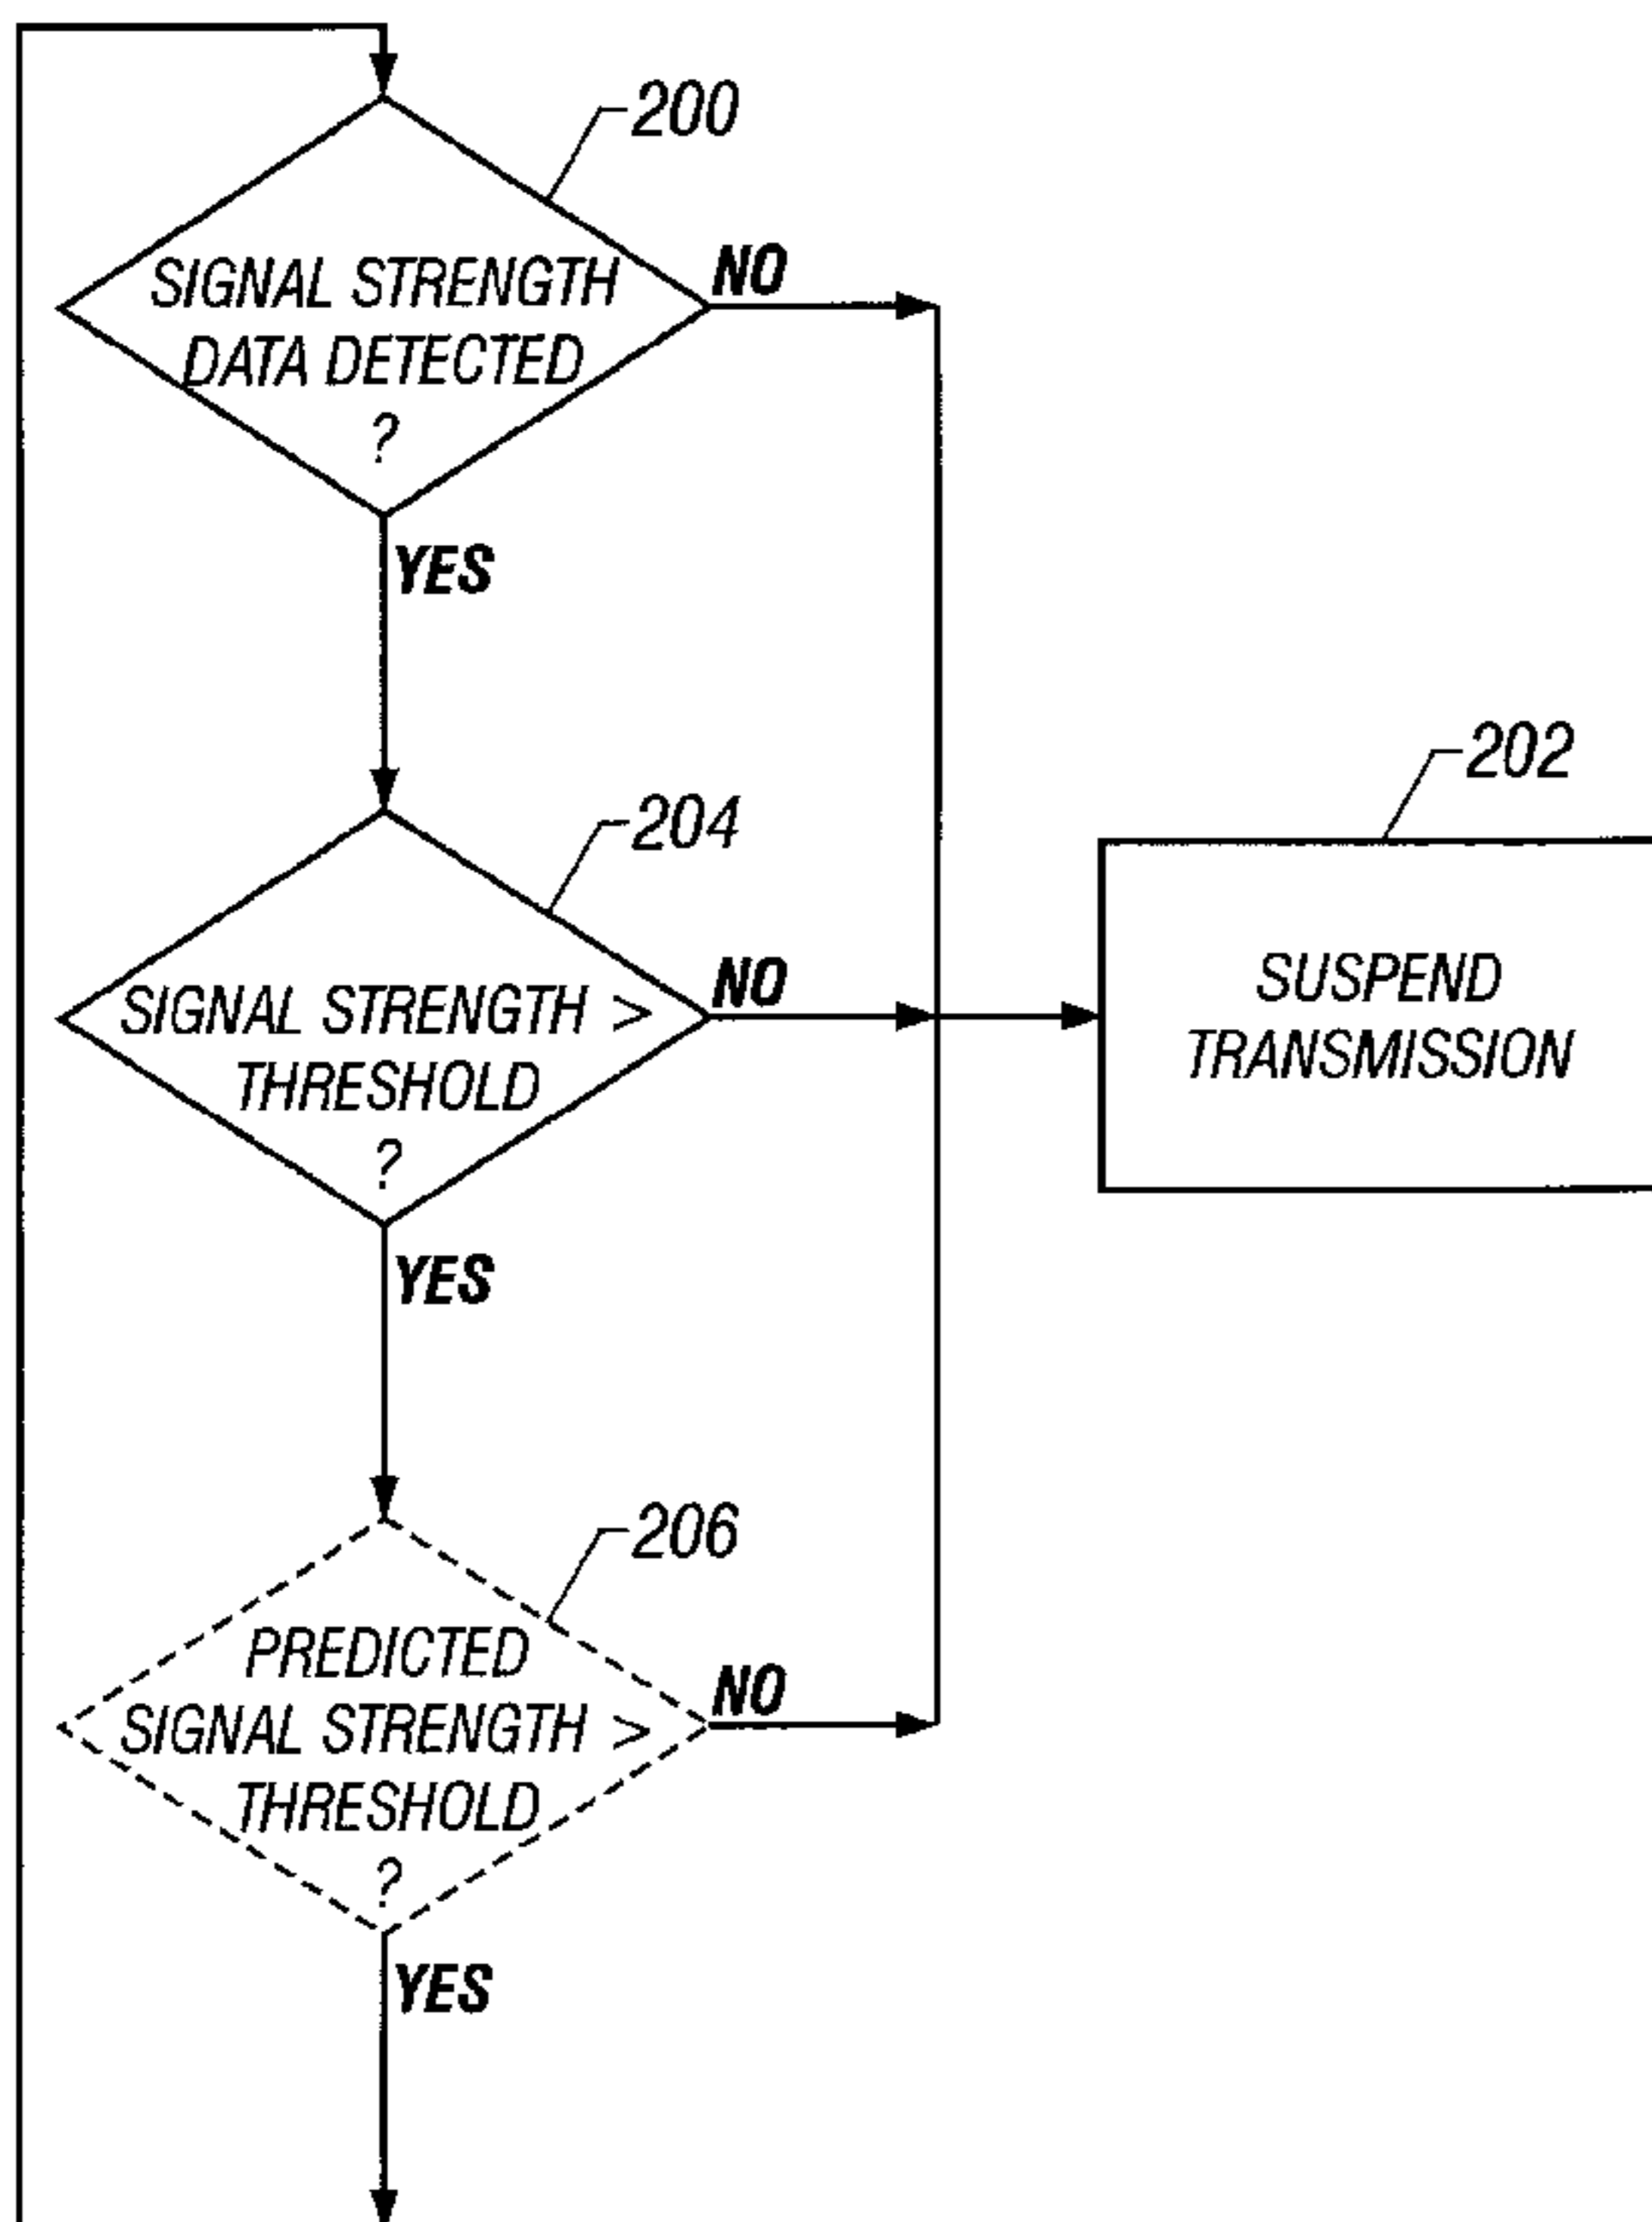 200
SIGNAL STRENGTH
DATA DETECTED
?
NO
YES
204
SIGNAL STRENGTH >
THRESHOLD
?
NO
YES
202
SUSPEND
TRANSMISSION
206
PREDICTED
SIGNAL STRENGTH >
THRESHOLD
?
NO
YES